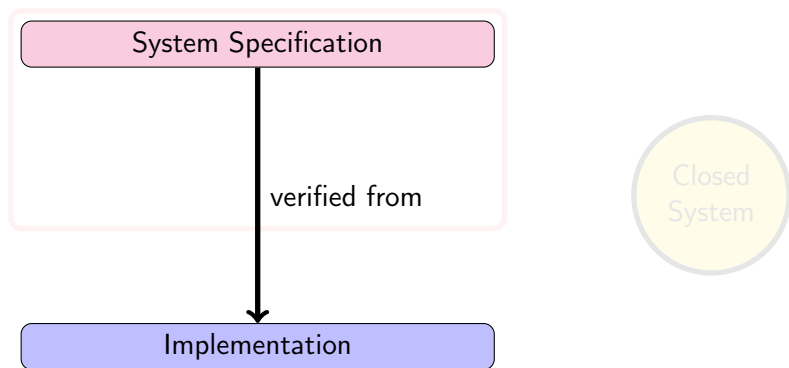 System Specification
verified from
Closed
System
Implementation